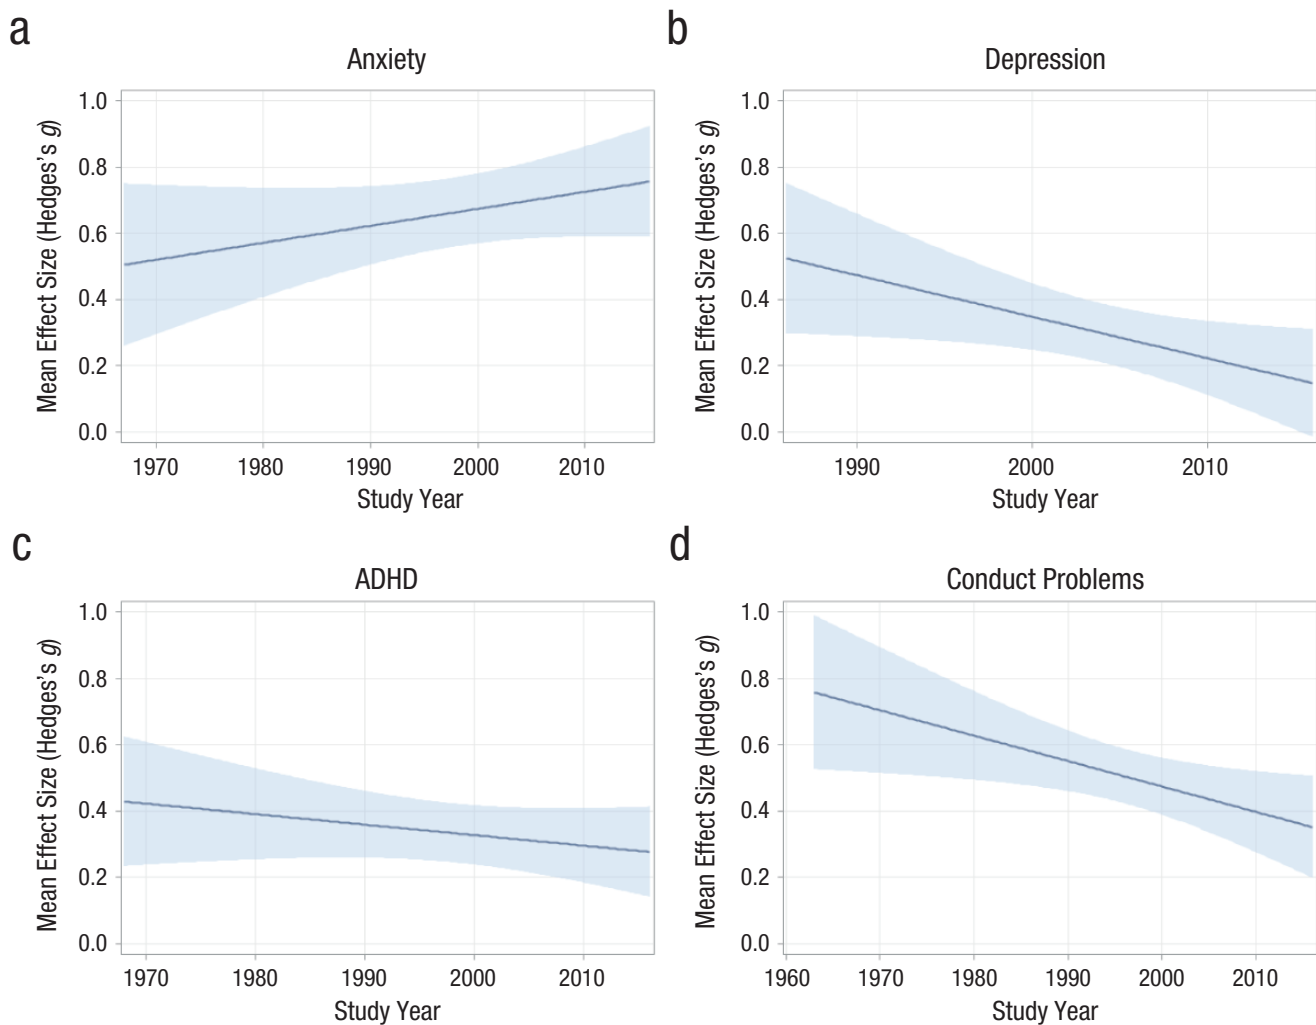 a
Anxiety
Mean Effect Size (Hedges's g)
1.0
0.8
0.6
0.4
0.2
0.0
1970 1980 1990 2000 2010
Study Year
b
Depression
Mean Effect Size (Hedges's g)
1.0
0.8
0.6
0.4
0.2
0.0
1990 2000 2010
Study Year
c
ADHD
Mean Effect Size (Hedges's g)
1.0
0.8
0.6
0.4
0.2
0.0
1970 1980 1990 2000 2010
Study Year
d
Conduct Problems
Mean Effect Size (Hedges's g)
1.0
0.8
0.6
0.4
0.2
0.0
1960 1970 1980 1990 2000 2010
Study Year